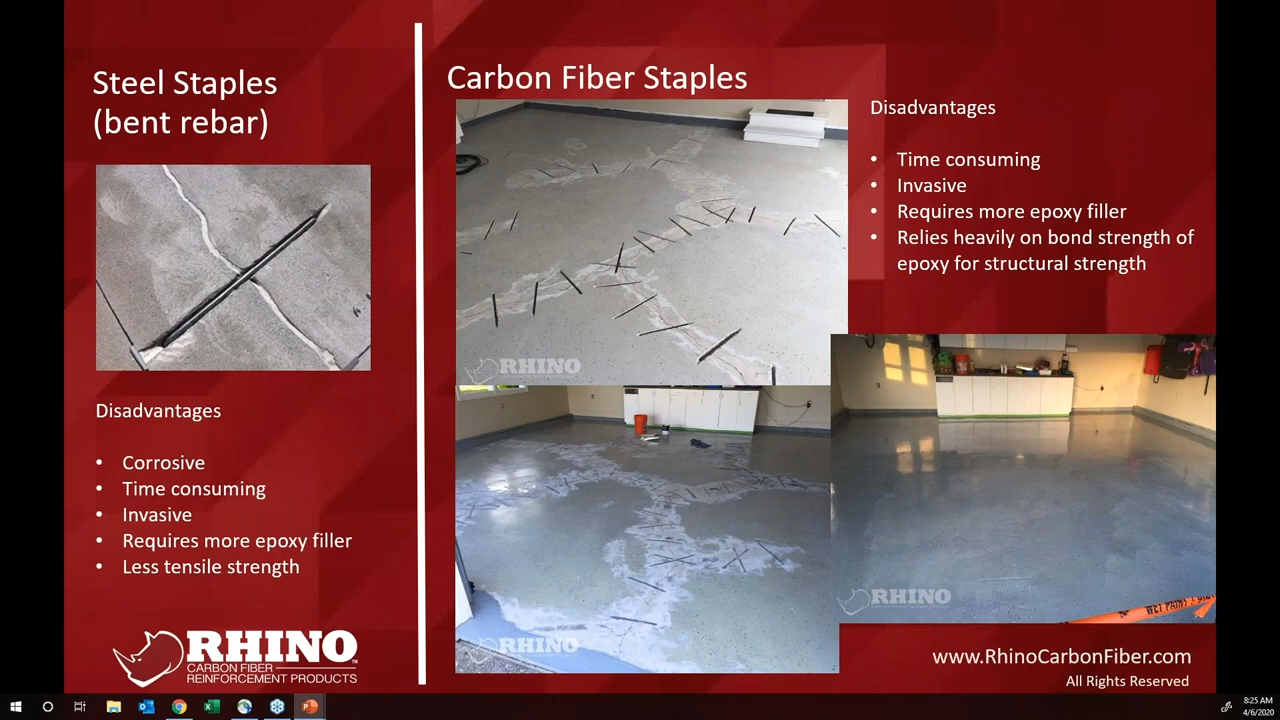 Steel Staples
(bent rebar)
Disadvantages
• Corrosive
• Time consuming
• Invasive
• Requires more epoxy filler
• Less tensile strength
RHINO
CARBON FIBER
REINFORCEMENT PRODUCTS
Carbon Fiber Staples
RHINO
RHINO
RHINO
Disadvantages
• Time consuming
• Invasive
• Requires more epoxy filler
• Relies heavily on bond strength of
epoxy for structural strength
WET PAINT
www.RhinoCarbonFiber.com
All Rights Reserved
8:25 AM
4/6/2020